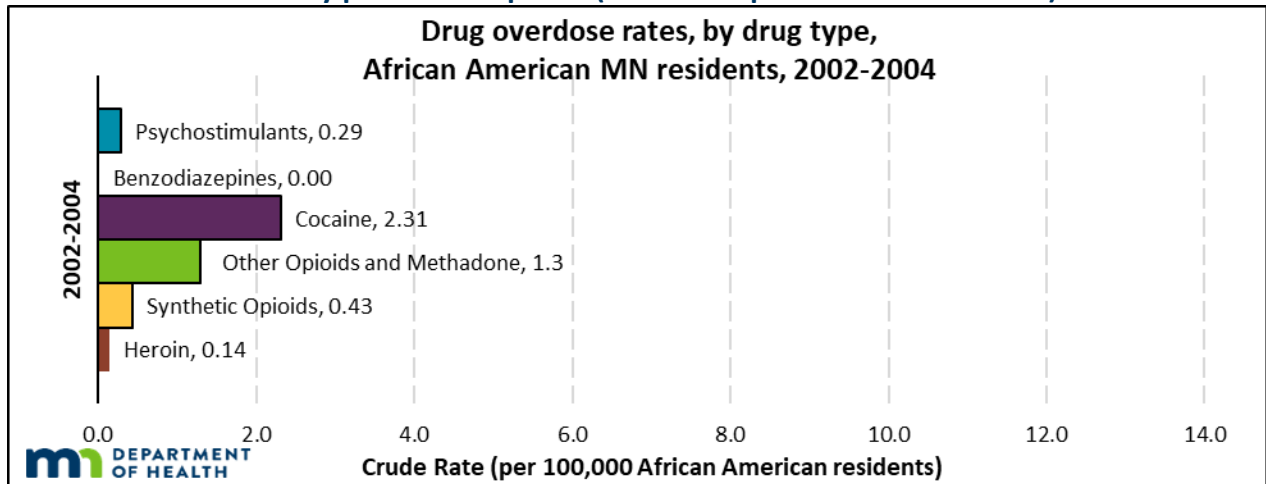 Drug overdose rates, by drug type,
African American MN residents, 2002-2004
2002-2004
Psychostimulants, 0.29
Benzodiazepines, 0.00
Cocaine, 2.31
Other Opioids and Methadone, 1.3
Synthetic Opioids, 0.43
Heroin, 0.14
0.0 2.0 4.0 6.0 8.0 10.0 12.0 14.0
Crude Rate (per 100,000 African American residents)
mn DEPARTMENT
OF HEALTH